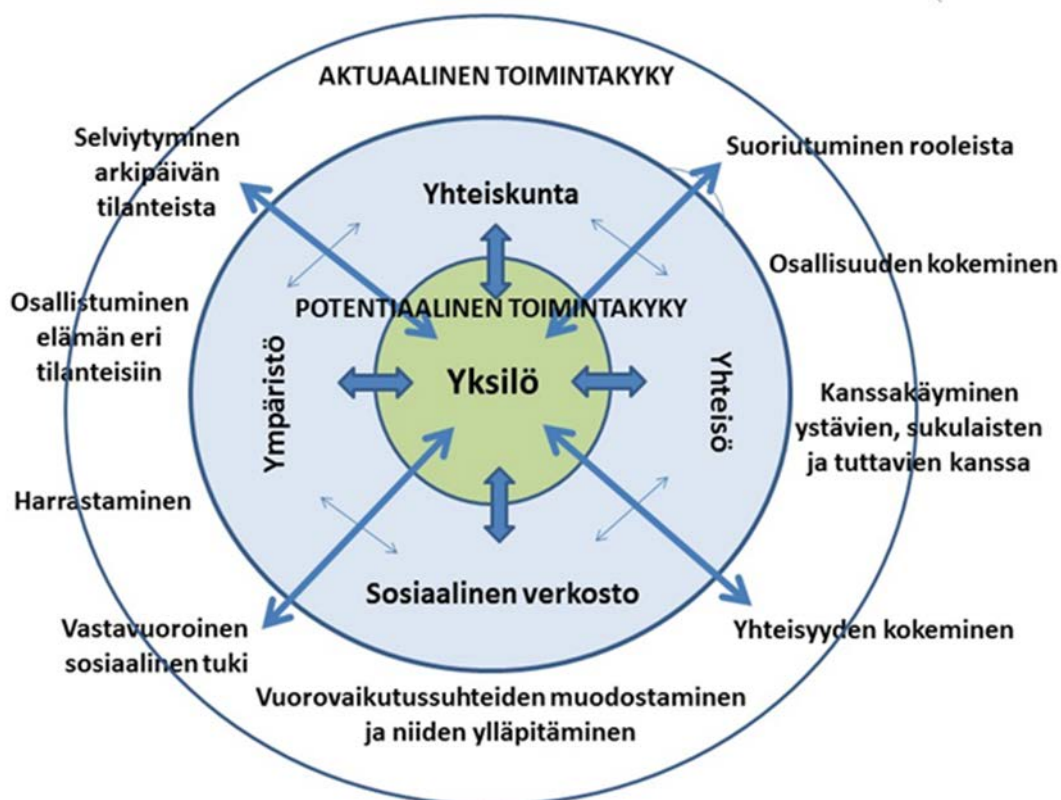 AKTUAALINEN TOIMINTAKYKY
Selviytyminen
arkipäivän
tilanteista
Suoriutuminen rooleista
Yhteiskunta
Osallisuuden kokeminen
Osallistuminen
elämän eri
tilanteisiin
POTENTIAALINEN TOIMINTAKYKY
Ympäristö
Yksilö
Yhteisö
Kanssakäyminen
ystävien, sukulaisten
ja tuttavien kanssa
Harrastaminen
Sosiaalinen verkosto
Vastavuoroinen
sosiaalinen tuki
Yhteisyyden kokeminen
Vuorovaikutussuhteiden muodostaminen
ja niiden ylläpitäminen